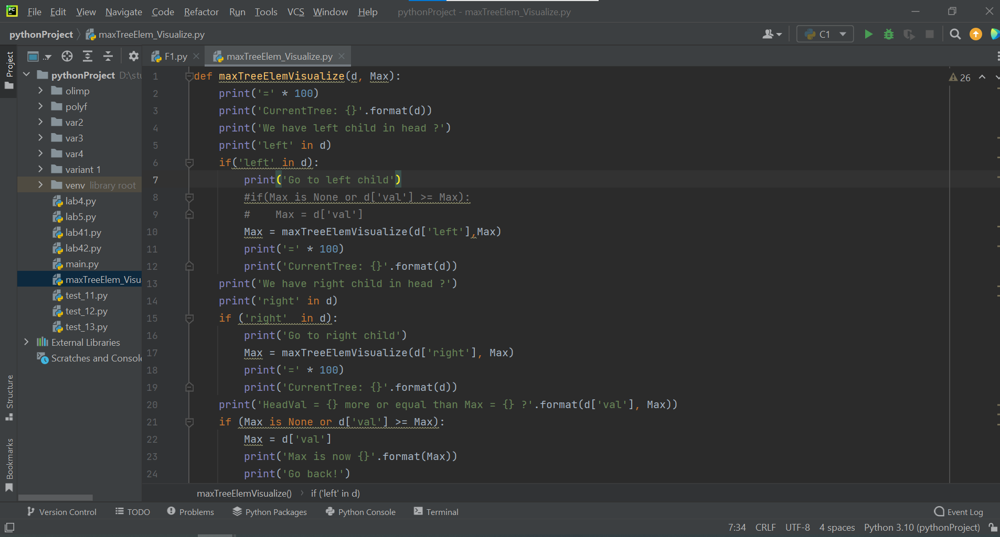 PC File Edit View Navigate Code Refactor Run Tools VCS Window Help pythonProject - maxTreeElem_Visualize.py
pythonProject maxTreeElem_Visualize.py C1
Project F1.py maxTreeElem_Visualize.py
pythonProject D:\stu
olimp
polyf
var2
var3
var4
variant 1
venv library root
lab4.py
lab5.py
lab41.py
lab42.py
main.py
maxTreeElem_Visu
test_11.py
test_12.py
test_13.py
External Libraries
Scratches and Console
Structure
Bookmarks
26
1 def maxTreeElemVisualize(d, Max):
2     print('=' * 100)
3     print('CurrentTree: {}'.format(d))
4     print('We have left child in head ?')
5     print('left' in d)
6     if('left' in d):
7         print('Go to left child')
8         #if(Max is None or d['val'] >= Max):
9         #    Max = d['val']
10         Max = maxTreeElemVisualize(d['left'],Max)
11         print('=' * 100)
12         print('CurrentTree: {}'.format(d))
13     print('We have right child in head ?')
14     print('right' in d)
15     if ('right'  in d):
16         print('Go to right child')
17         Max = maxTreeElemVisualize(d['right'], Max)
18         print('=' * 100)
19         print('CurrentTree: {}'.format(d))
20     print('HeadVal = {} more or equal than Max = {} ?'.format(d['val'], Max))
21     if (Max is None or d['val'] >= Max):
22         Max = d['val']
23         print('Max is now {}'.format(Max))
24         print('Go back!')
maxTreeElemVisualize() › if ('left' in d)
Version Control TODO Problems Python Packages Python Console Terminal Event Log
7:34 CRLF UTF-8 4 spaces Python 3.10 (pythonProject)